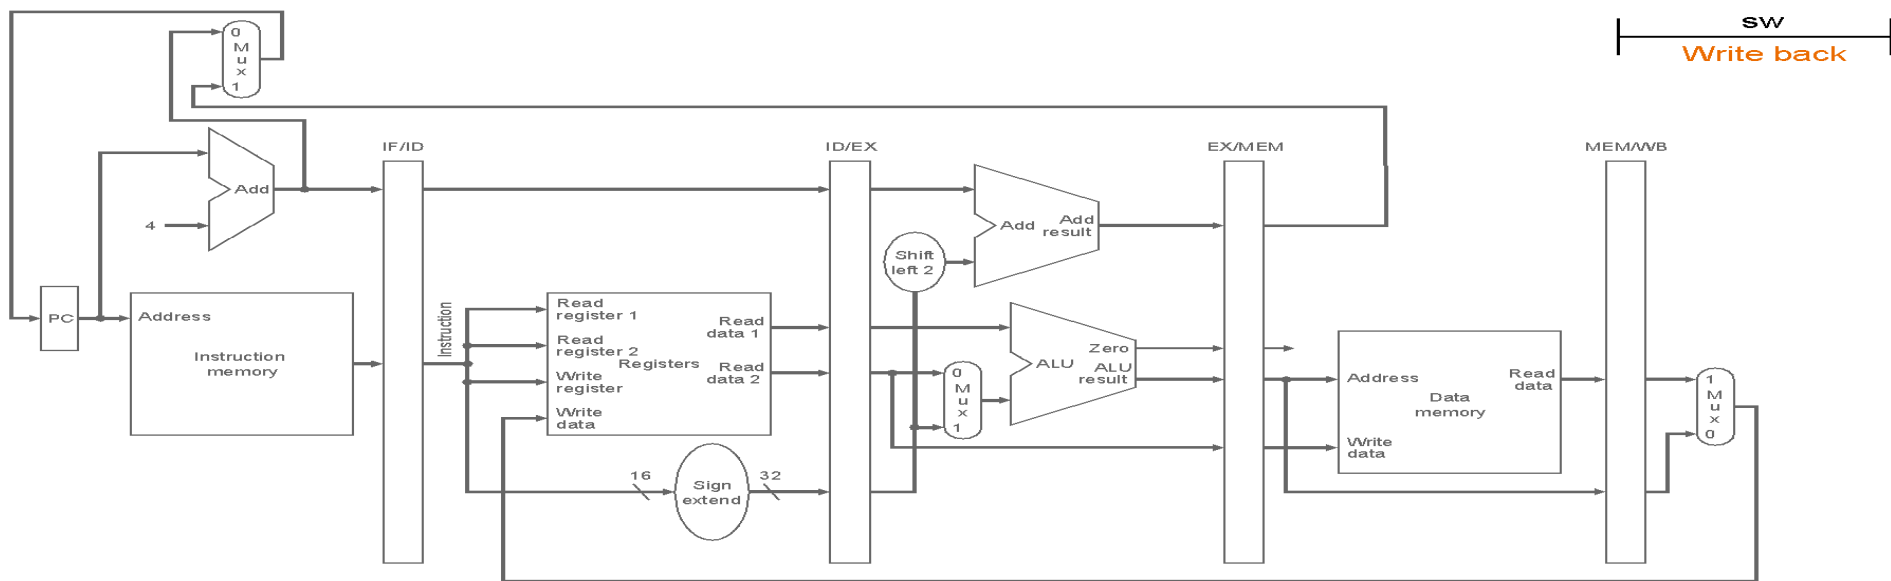 sw
Write back
0
M
u
x
1
IF/ID
ID/EX
EX/MEM
MEM/WB
Add
4
Add
Add
result
Shift
left 2
PC
Address
Instruction
memory
Instruction
Read
register 1
Read
register 2
Registers
Write
register
Write
data
Read
data 1
Read
data 2
0
M
u
x
1
Zero
ALU
ALU
result
Address
Read
data
Data
memory
Write
data
1
M
u
x
0
16
Sign
extend
32